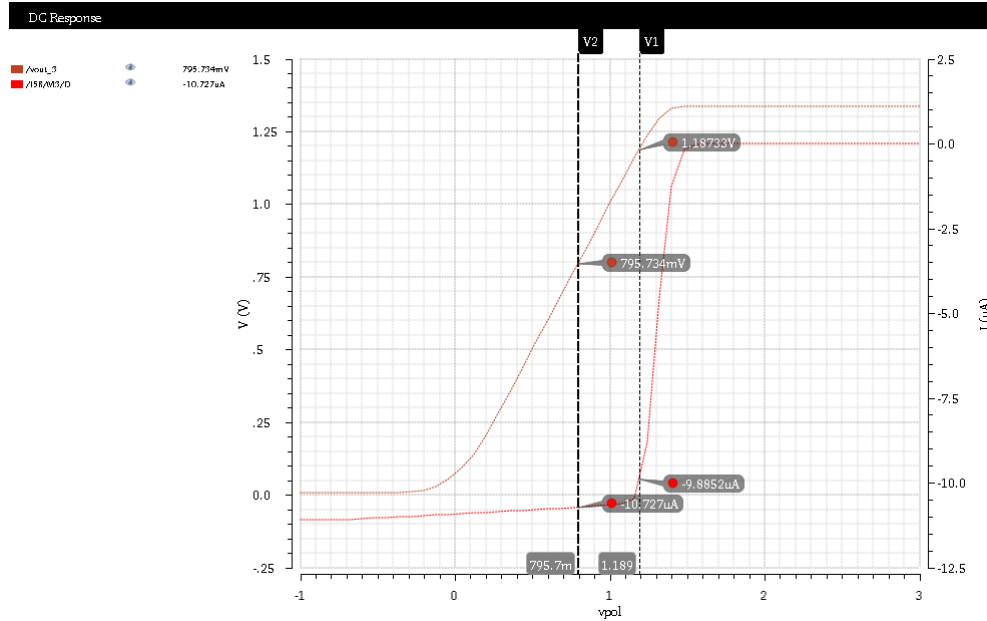 DC Response
V2
V1
/vout_3
795.734mV
/I58/M3/D
-10.727uA
1.5
1.25
1.0
.75
.5
.25
0.0
-.25
V (V)
2.5
0.0
-2.5
-5.0
-7.5
-10.0
-12.5
I (uA)
1.18733V
795.734mV
-9.8852uA
-10.727uA
795.7m
1.189
-1
0
1
2
3
vpol